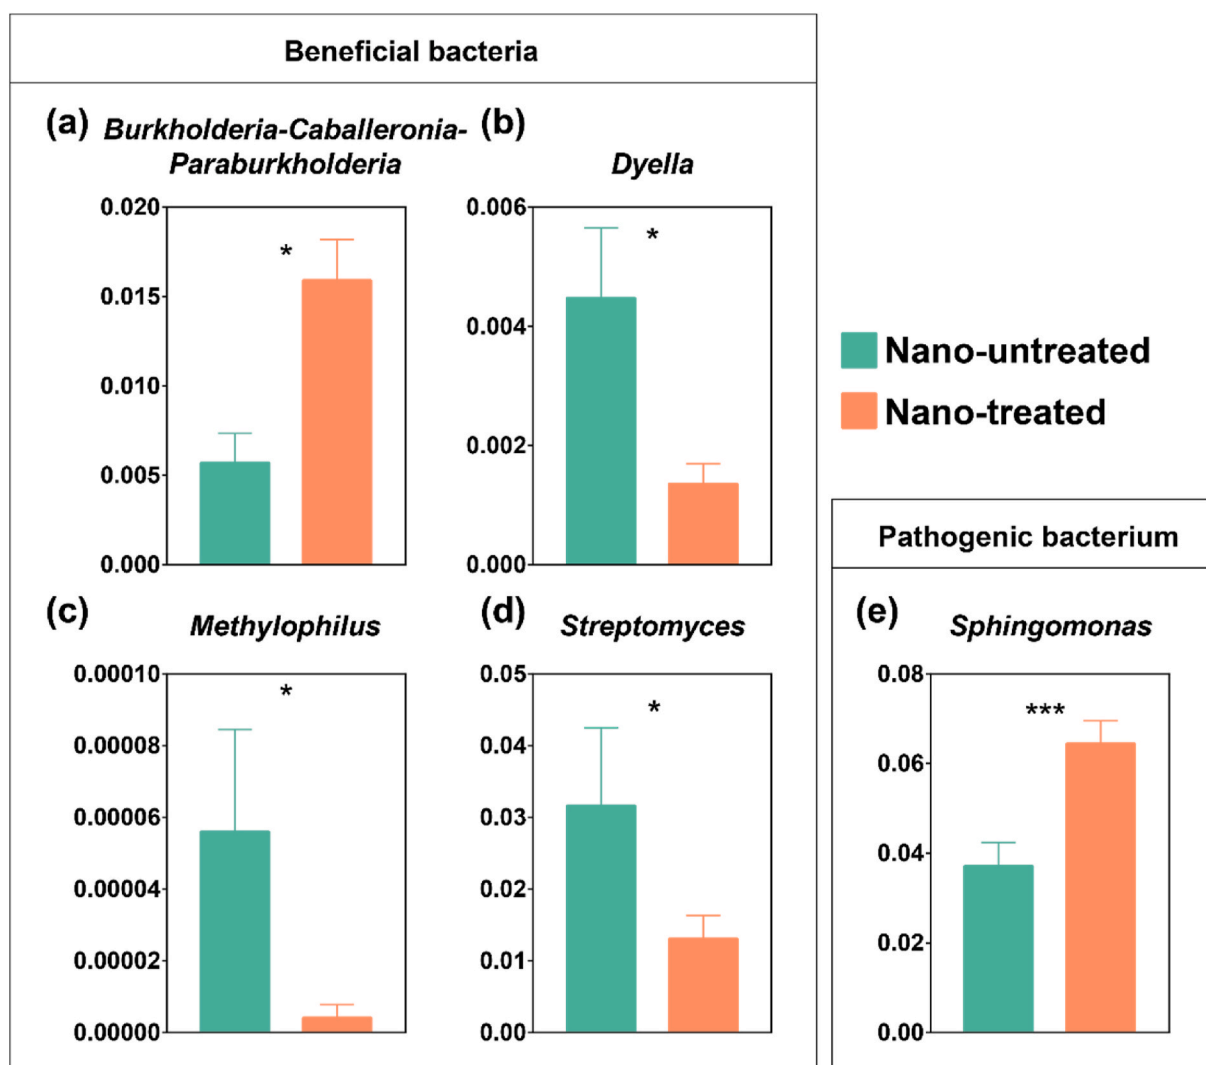 Beneficial bacteria
(a)
Burkholderia-Caballeronia-
Paraburkholderia
0.020
0.015
0.010
0.005
0.000
*
(b)
Dyella
0.006
0.004
0.002
0.000
*
Nano-untreated
Nano-treated
(c)
Methylophilus
0.00010
0.00008
0.00006
0.00004
0.00002
0.00000
*
(d)
Streptomyces
0.05
0.04
0.03
0.02
0.01
0.00
*
Pathogenic bacterium
(e)
Sphingomonas
0.08
0.06
0.04
0.02
0.00
***